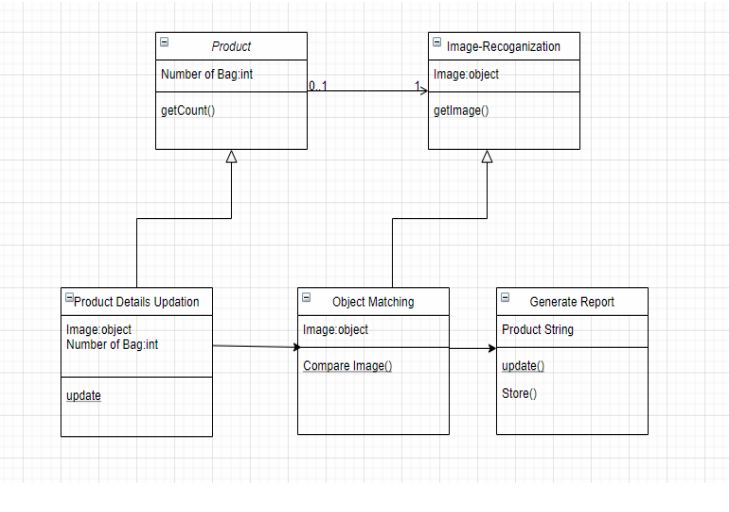 Product
Number of Bag:int
getCount()
0..1
1
Image-Recoganization
Image:object
getImage()
Product Details Updation
Image:object
Number of Bag:int
update
Object Matching
Image:object
Compare Image()
Generate Report
Product String
update()
Store()